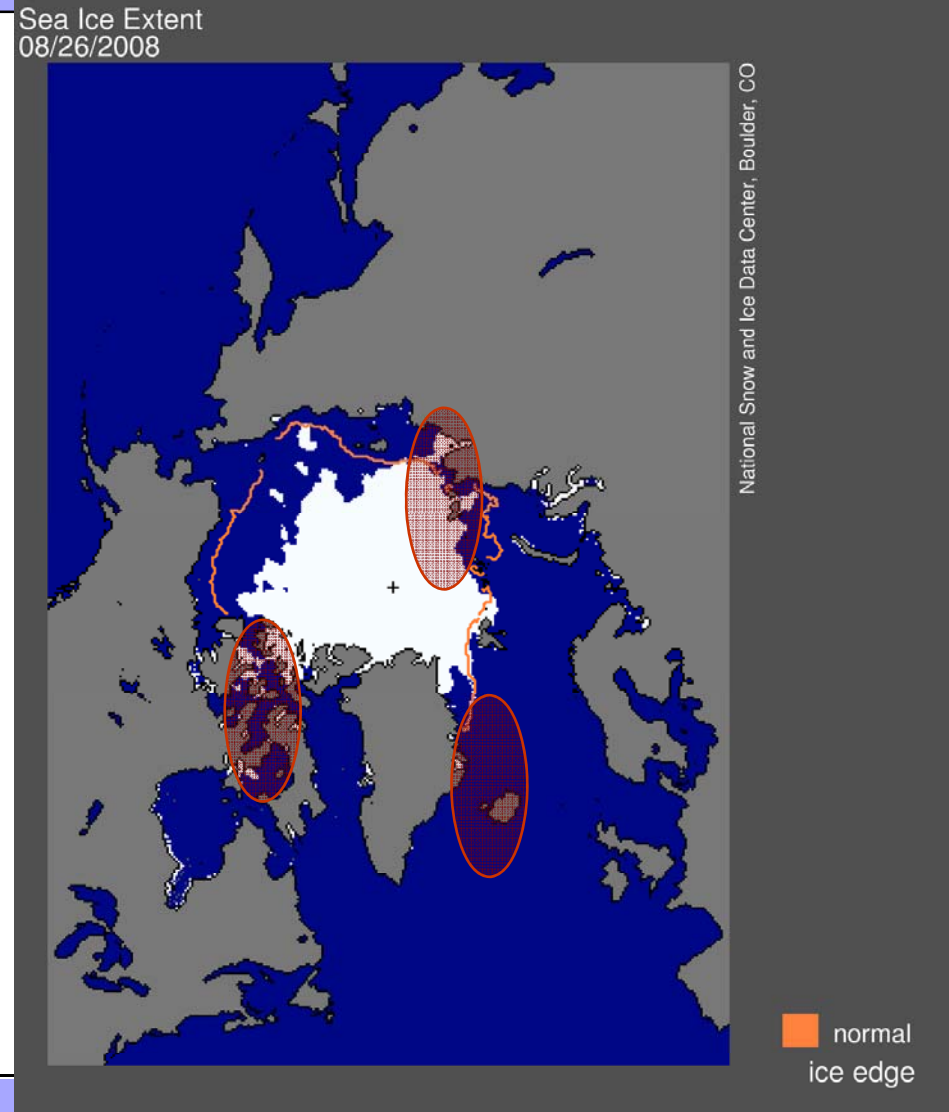 Sea Ice Extent
08/26/2008
National Snow and Ice Data Center, Boulder, CO
normal
ice edge